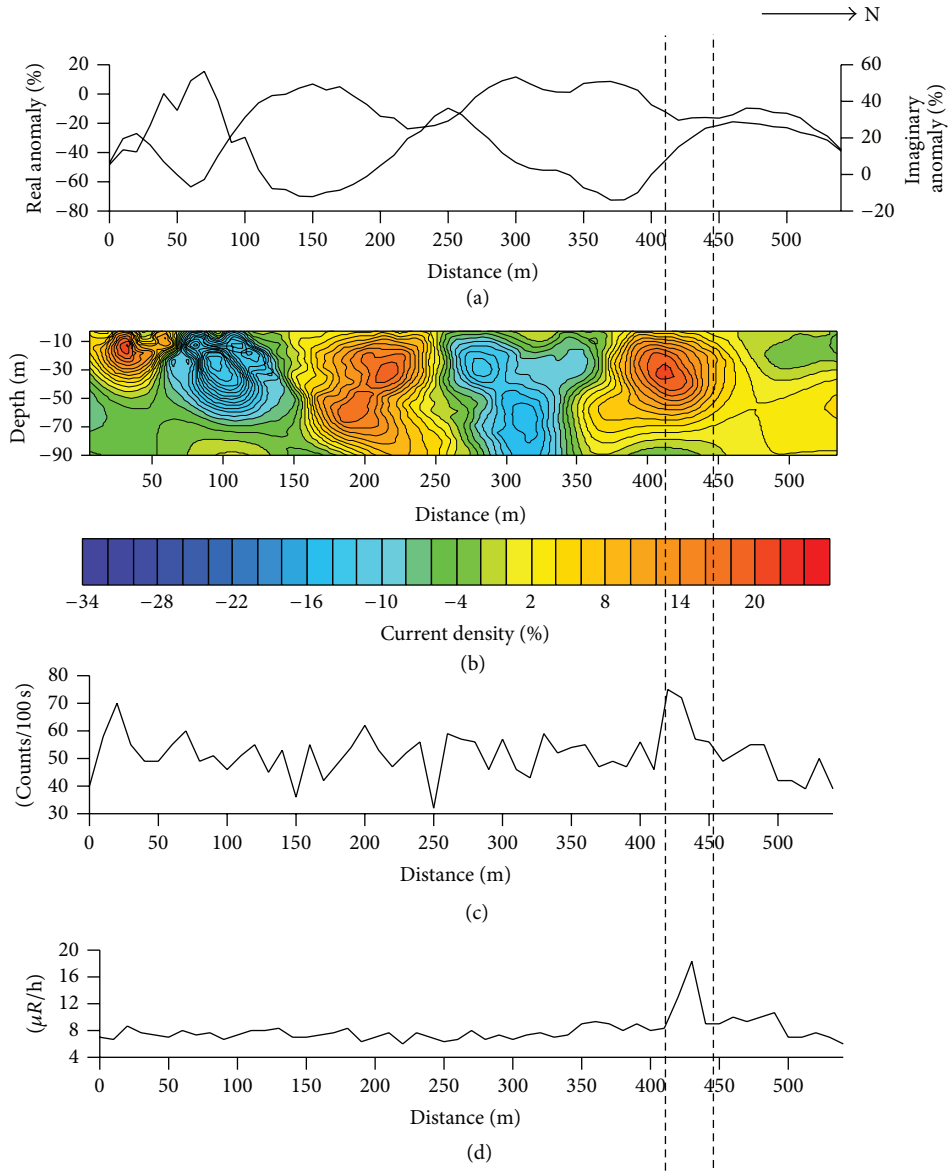 N
20
0
−20
−40
−60
−80
Real anomaly (%)
60
40
20
0
−20
Imaginary
anomaly (%)
0 50 100 150 200 250 300 350 400 450 500
Distance (m)
(a)
−10
−30
−50
−70
−90
Depth (m)
50 100 150 200 250 300 350 400 450 500
Distance (m)
−34 −28 −22 −16 −10 −4 2 8 14 20
Current density (%)
(b)
80
70
60
50
40
30
(Counts/100 s)
0 50 100 150 200 250 300 350 400 450 500
Distance (m)
(c)
20
16
12
8
4
(μR/h)
0 50 100 150 200 250 300 350 400 450 500
Distance (m)
(d)